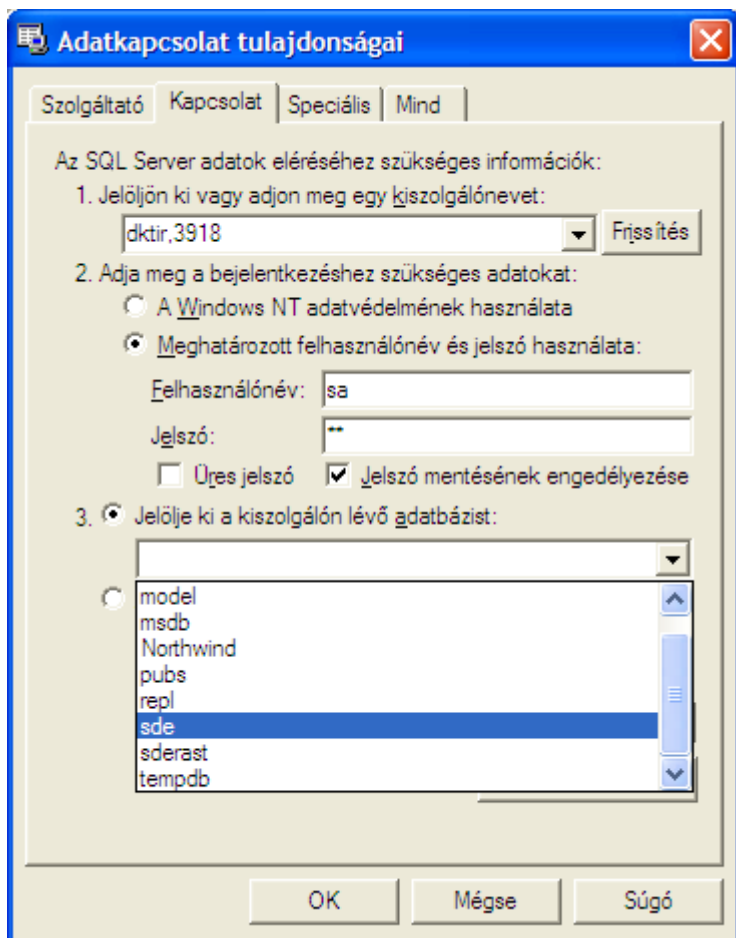 Adatkapcsolat tulajdonságai
Szolgáltató Kapcsolat Speciális Mind
Az SQL Server adatok eléréséhez szükséges információk:
1. Jelöljön ki vagy adjon meg egy kiszolgálónevet:
dktir,3918 Frissítés
2. Adja meg a bejelentkezéshez szükséges adatokat:
A Windows NT adatvédelmének használata
Meghatározott felhasználónév és jelszó használata:
Felhasználónév: sa
Jelszó: **
Üres jelszó Jelszó mentésének engedélyezése
3. Jelölje ki a kiszolgálón lévő adatbázist:
model
msdb
Northwind
pubs
repl
sde
sderast
tempdb
OK Mégse Súgó